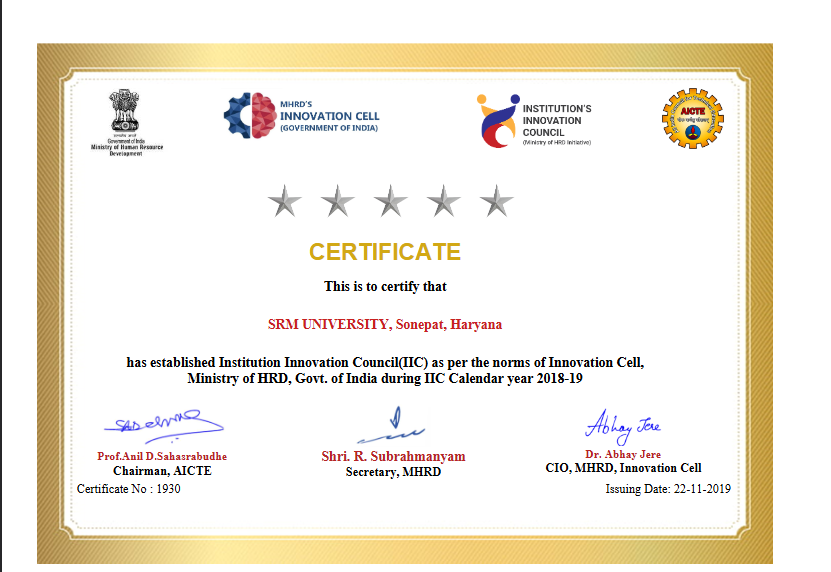 Government of India
Ministry of Human Resource
Development
MHRD'S
INNOVATION CELL
(GOVERNMENT OF INDIA)
INSTITUTION'S
INNOVATION
COUNCIL
(Ministry of HRD Initiative)
AICTE
CERTIFICATE
This is to certify that
SRM UNIVERSITY, Sonepat, Haryana
has established Institution Innovation Council(IIC) as per the norms of Innovation Cell,
Ministry of HRD, Govt. of India during IIC Calendar year 2018-19
Abhay Jere
Prof.Anil D.Sahasrabudhe
Chairman, AICTE
Shri. R. Subrahmanyam
Secretary, MHRD
Dr. Abhay Jere
CIO, MHRD, Innovation Cell
Certificate No : 1930
Issuing Date: 22-11-2019